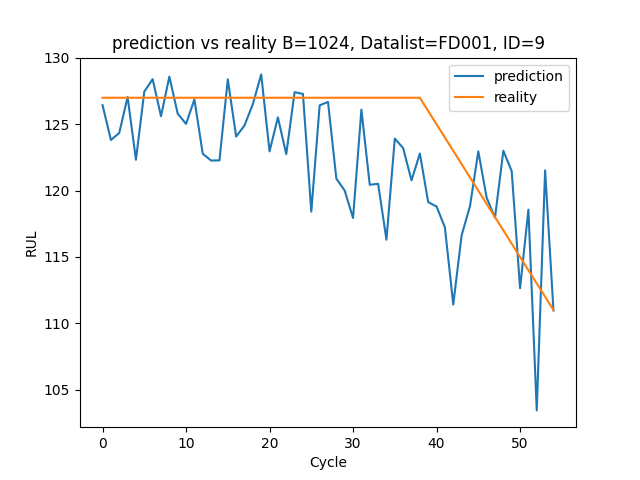 prediction vs reality B=1024, Datalist=FD001, ID=9
prediction
reality
RUL
130
125
120
115
110
105
0 10 20 30 40 50
Cycle